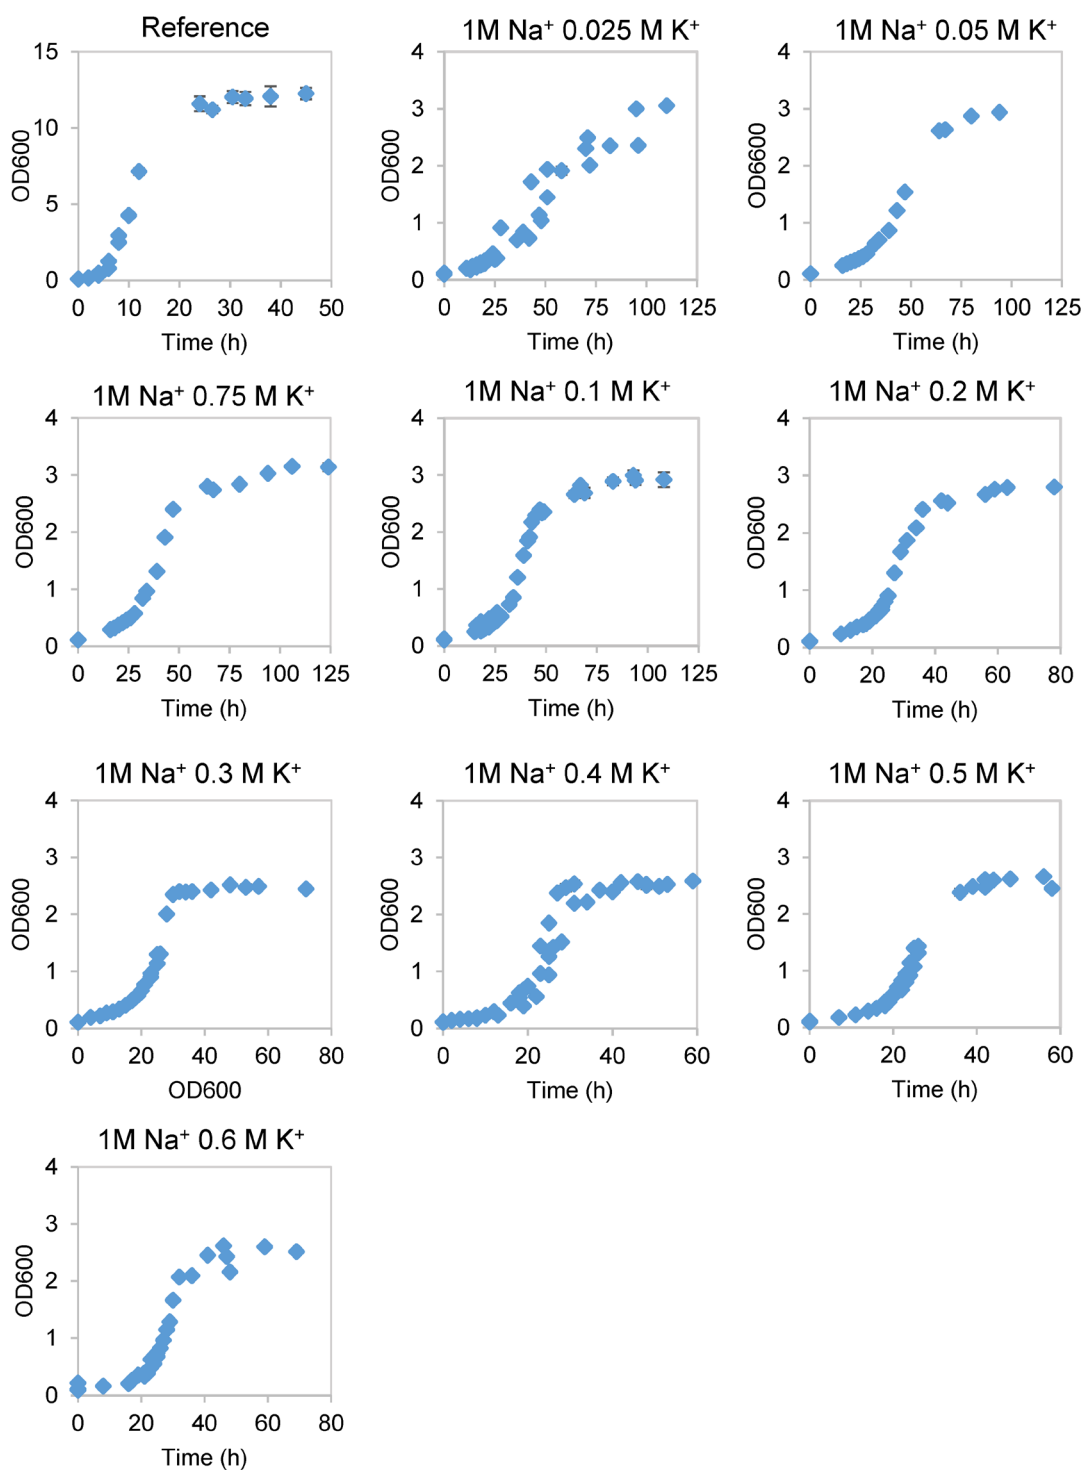 Reference
15
10
5
0
OD600
0 10 20 30 40 50
Time (h)
1M Na⁺ 0.025 M K⁺
4
3
2
1
0
OD600
0 25 50 75 100 125
Time (h)
1M Na⁺ 0.05 M K⁺
4
3
2
1
0
OD6600
0 25 50 75 100 125
Time (h)
1M Na⁺ 0.75 M K⁺
4
3
2
1
0
OD600
0 25 50 75 100 125
Time (h)
1M Na⁺ 0.1 M K⁺
4
3
2
1
0
OD600
0 25 50 75 100 125
Time (h)
1M Na⁺ 0.2 M K⁺
4
3
2
1
0
OD600
0 20 40 60 80
Time (h)
1M Na⁺ 0.3 M K⁺
4
3
2
1
0
OD600
0 20 40 60 80
OD600
1M Na⁺ 0.4 M K⁺
4
3
2
1
0
OD600
0 20 40 60
Time (h)
1M Na⁺ 0.5 M K⁺
4
3
2
1
0
OD600
0 20 40 60
Time (h)
1M Na⁺ 0.6 M K⁺
4
3
2
1
0
OD600
0 20 40 60 80
Time (h)